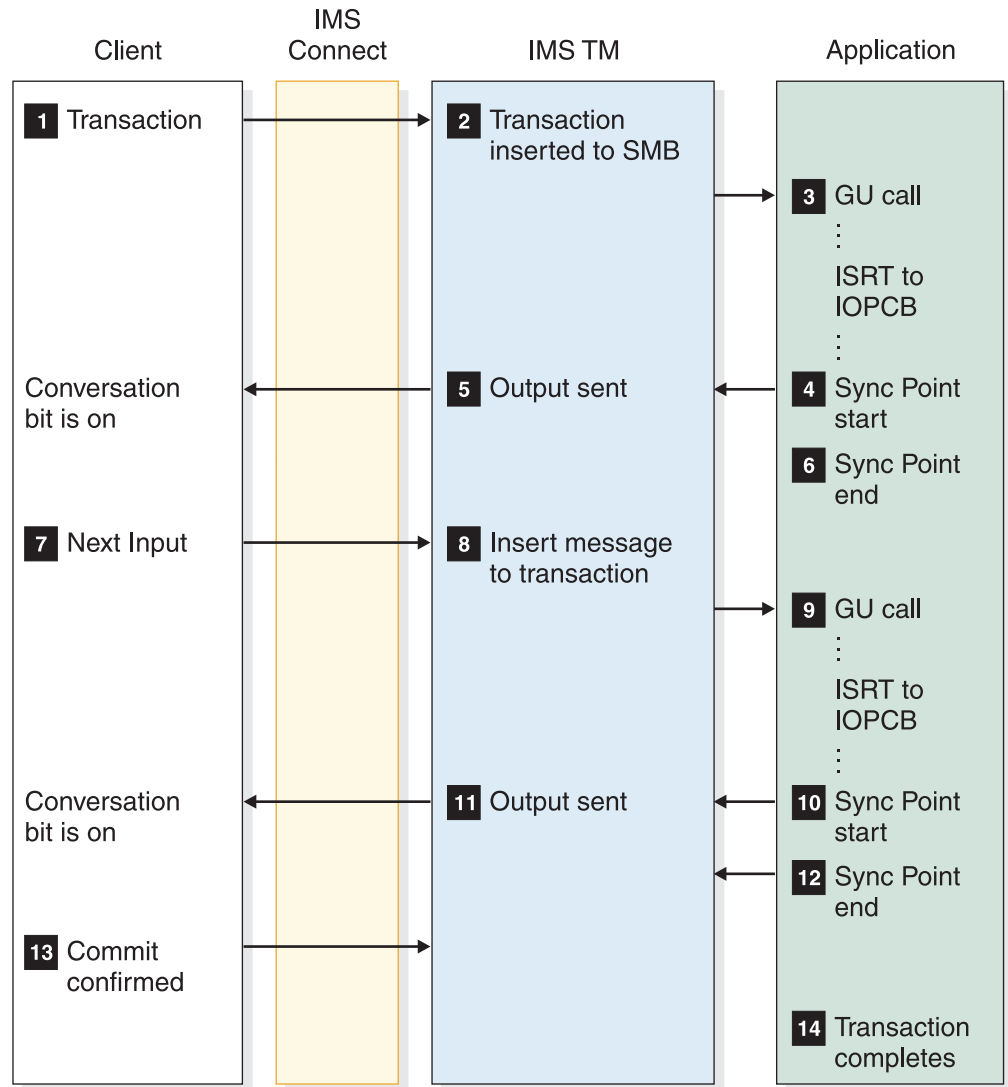 Client
IMS
Connect
IMS TM
Application
1 Transaction
2 Transaction
inserted to SMB
3 GU call
⋮
ISRT to
IOPCB
⋮
4 Sync Point
start
5 Output sent
Conversation
bit is on
6 Sync Point
end
7 Next Input
8 Insert message
to transaction
9 GU call
⋮
ISRT to
IOPCB
⋮
10 Sync Point
start
11 Output sent
Conversation
bit is on
12 Sync Point
end
13 Commit
confirmed
14 Transaction
completes